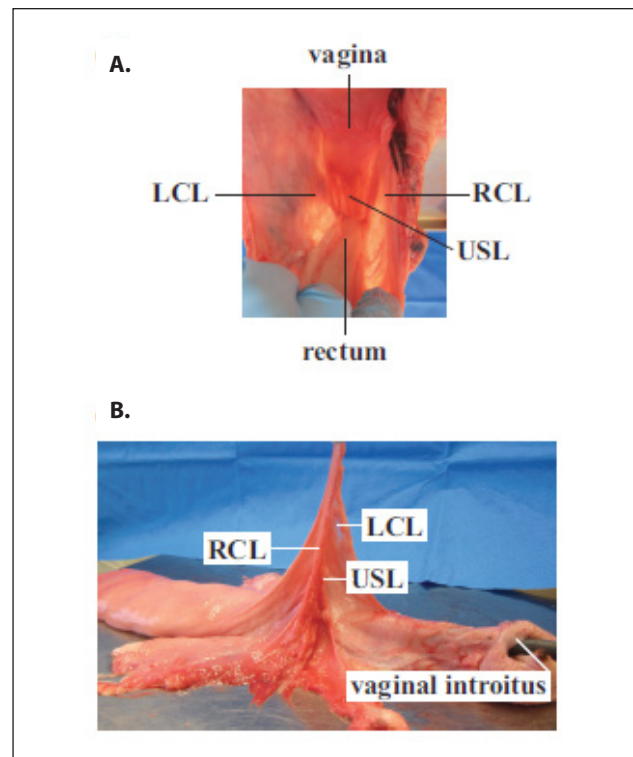 A.
vagina
LCL
RCL
USL
rectum
B.
LCL
RCL
USL
vaginal introitus